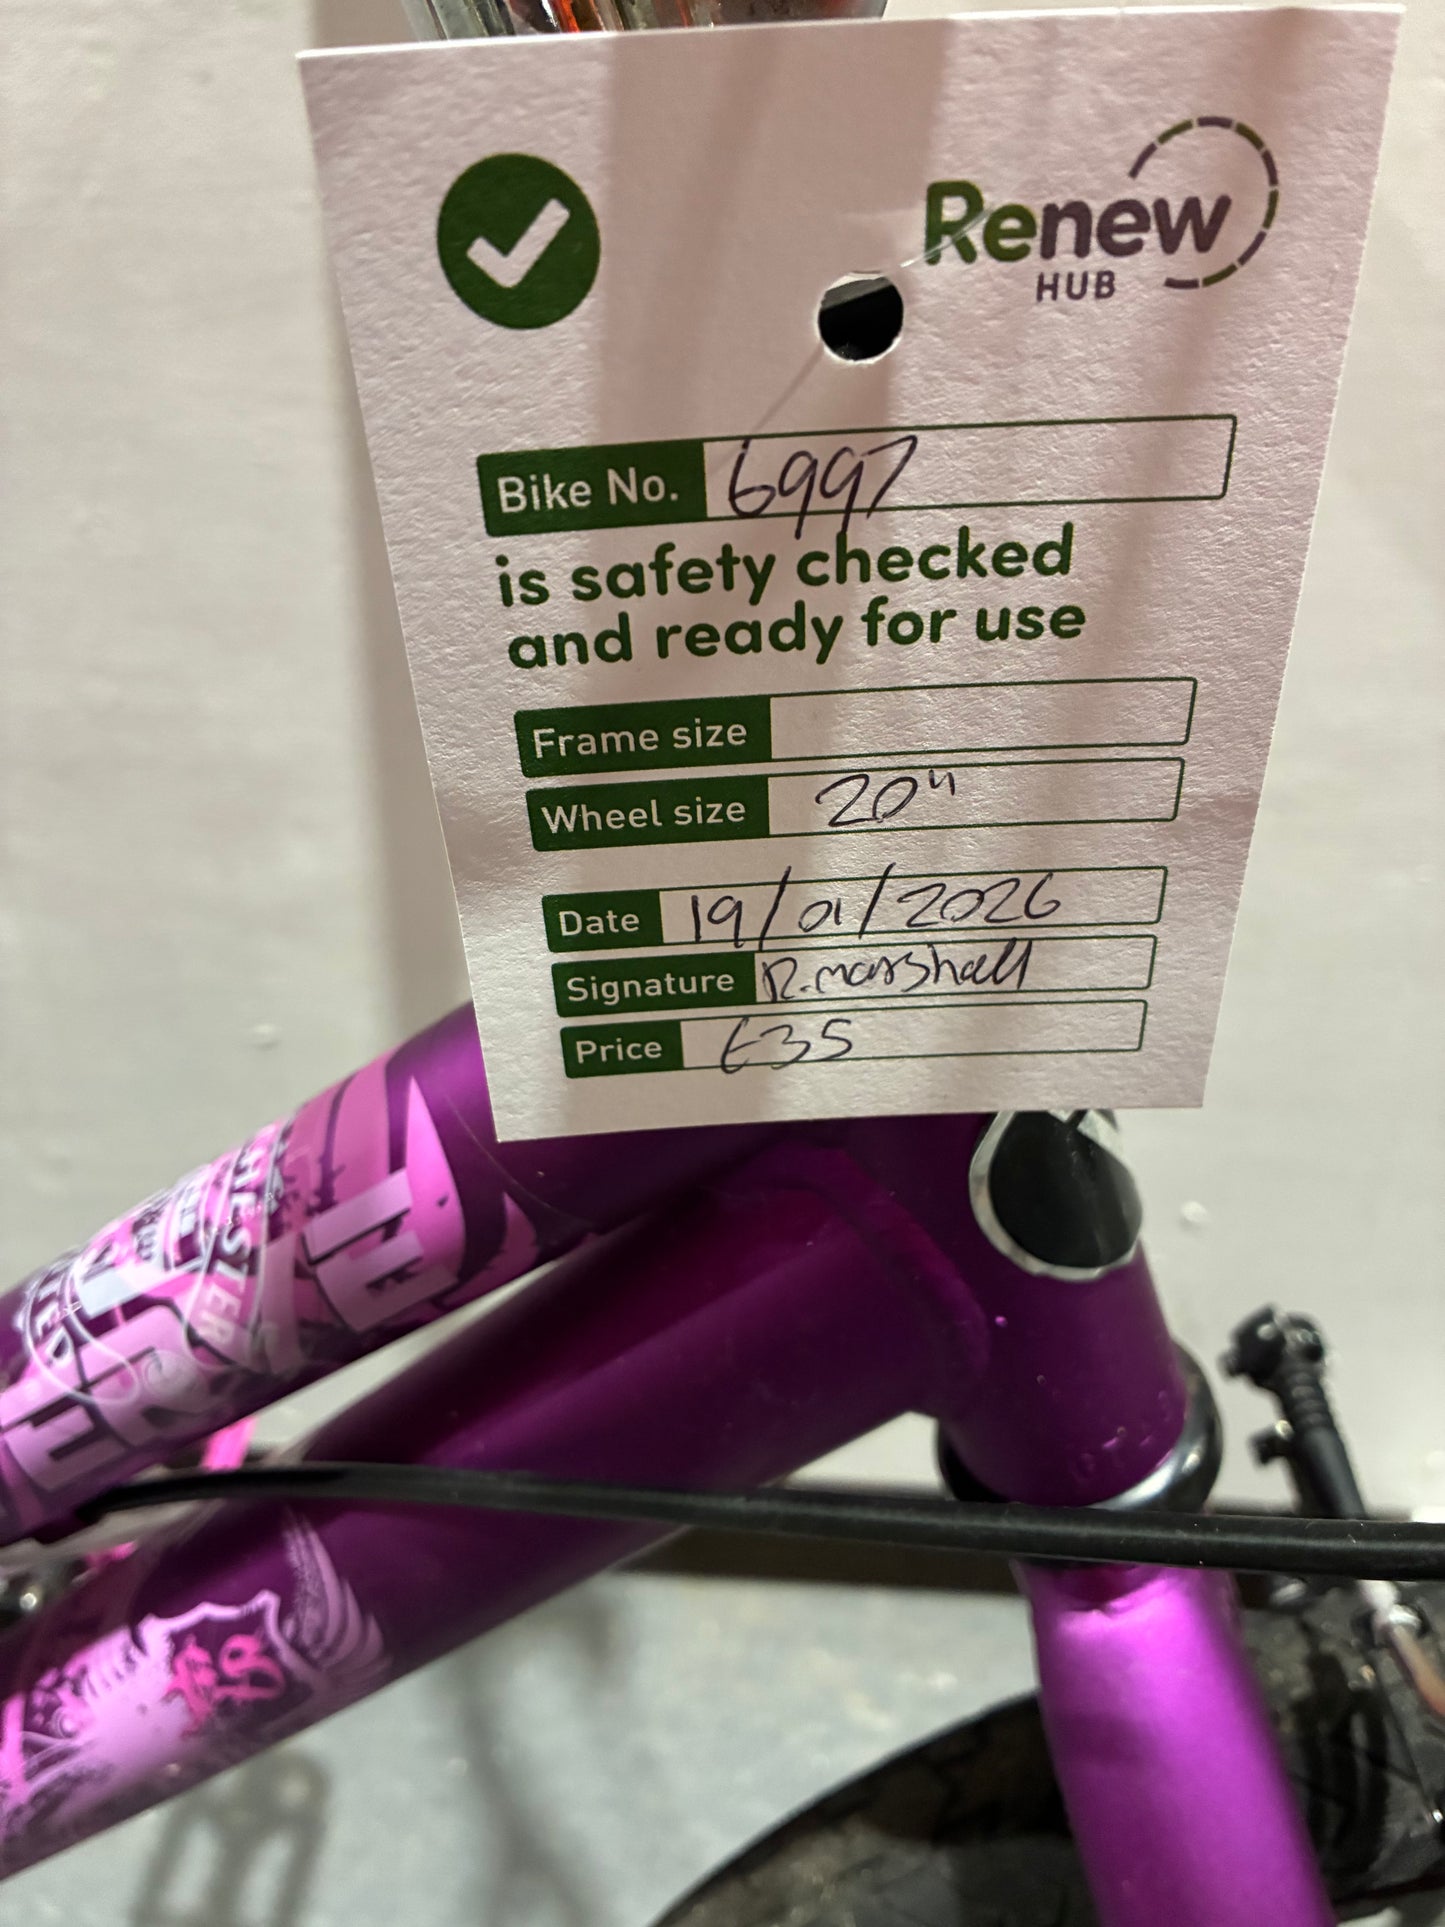 Renew
HUB
Bike No. 6997
is safety checked
and ready for use
Frame size
Wheel size 20"
Date 19/01/2026
Signature R.marshall
Price £35